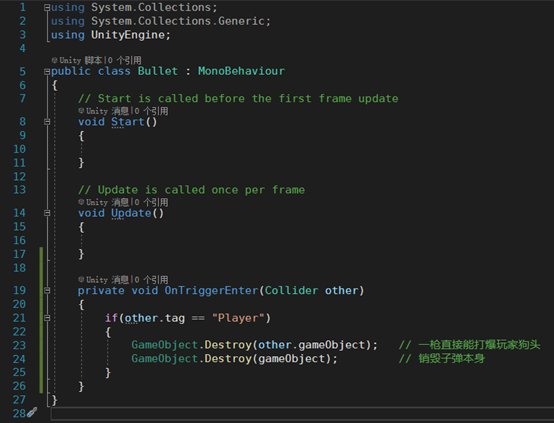 1 using System.Collections;
2 using System.Collections.Generic;
3 using UnityEngine;
4
Unity 脚本|0 个引用
5 public class Bullet : MonoBehaviour
6 {
7 // Start is called before the first frame update
Unity 消息|0 个引用
8 void Start()
9 {
10
11 }
12
13 // Update is called once per frame
Unity 消息|0 个引用
14 void Update()
15 {
16
17 }
18
Unity 消息|0 个引用
19 private void OnTriggerEnter(Collider other)
20 {
21 if(other.tag == "Player")
22 {
23 GameObject.Destroy(other.gameObject); // 一枪直接能打爆玩家狗头
24 GameObject.Destroy(gameObject); // 销毁子弹本身
25 }
26 }
27 }
28